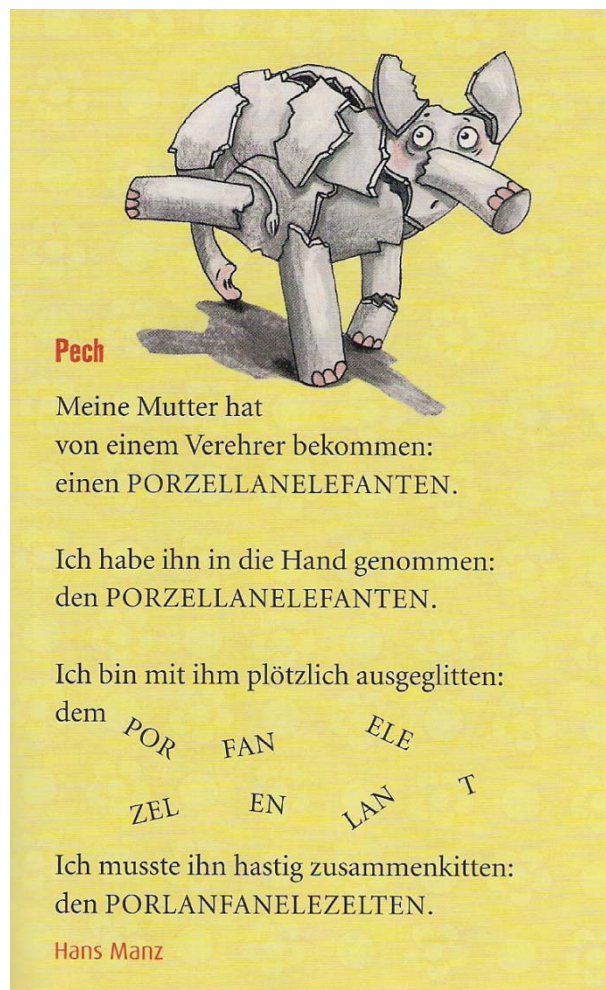 Pech
Meine Mutter hat
von einem Verehrer bekommen:
einen PORZELLANELEFANTEN.
Ich habe ihn in die Hand genommen:
den PORZELLANELEFANTEN.
Ich bin mit ihm plötzlich ausgeglitten:
dem POR FAN ELE
ZEL EN LAN T
Ich musste ihn hastig zusammenkitten:
den PORLANFANELEZELTEN.
Hans Manz